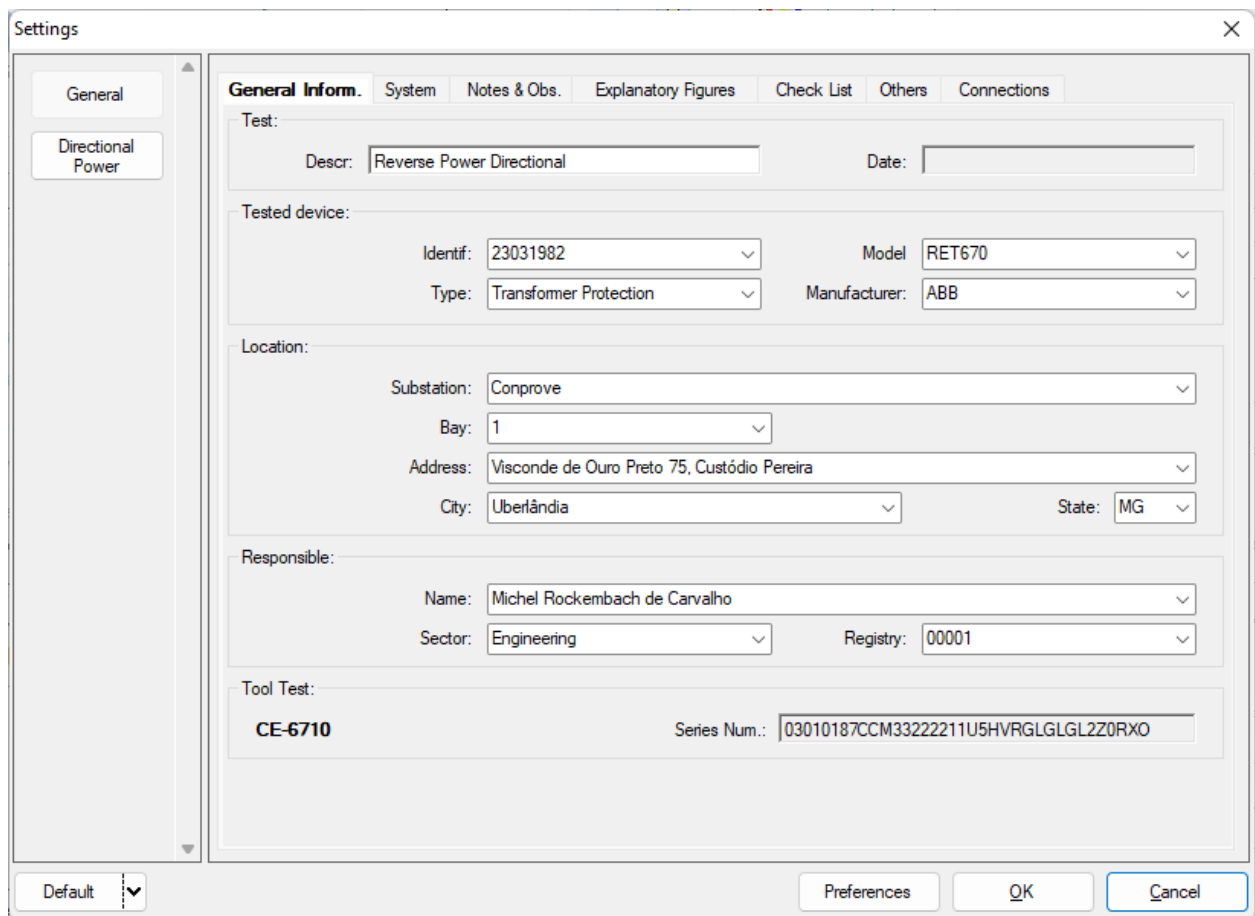 Settings
General
Directional
Power
General Inform. System Notes & Obs. Explanatory Figures Check List Others Connections
Test:
Descr: Reverse Power Directional Date:
Tested device:
Identif: 23031982 Model RET670
Type: Transformer Protection Manufacturer: ABB
Location:
Substation: Conprove
Bay: 1
Address: Visconde de Ouro Preto 75, Custódio Pereira
City: Uberlândia State: MG
Responsible:
Name: Michel Rockembach de Carvalho
Sector: Engineering Registry: 00001
Tool Test:
CE-6710 Series Num.: 03010187CCM33222211U5HVRGLGLGL2Z0RXO
Default Preferences OK Cancel